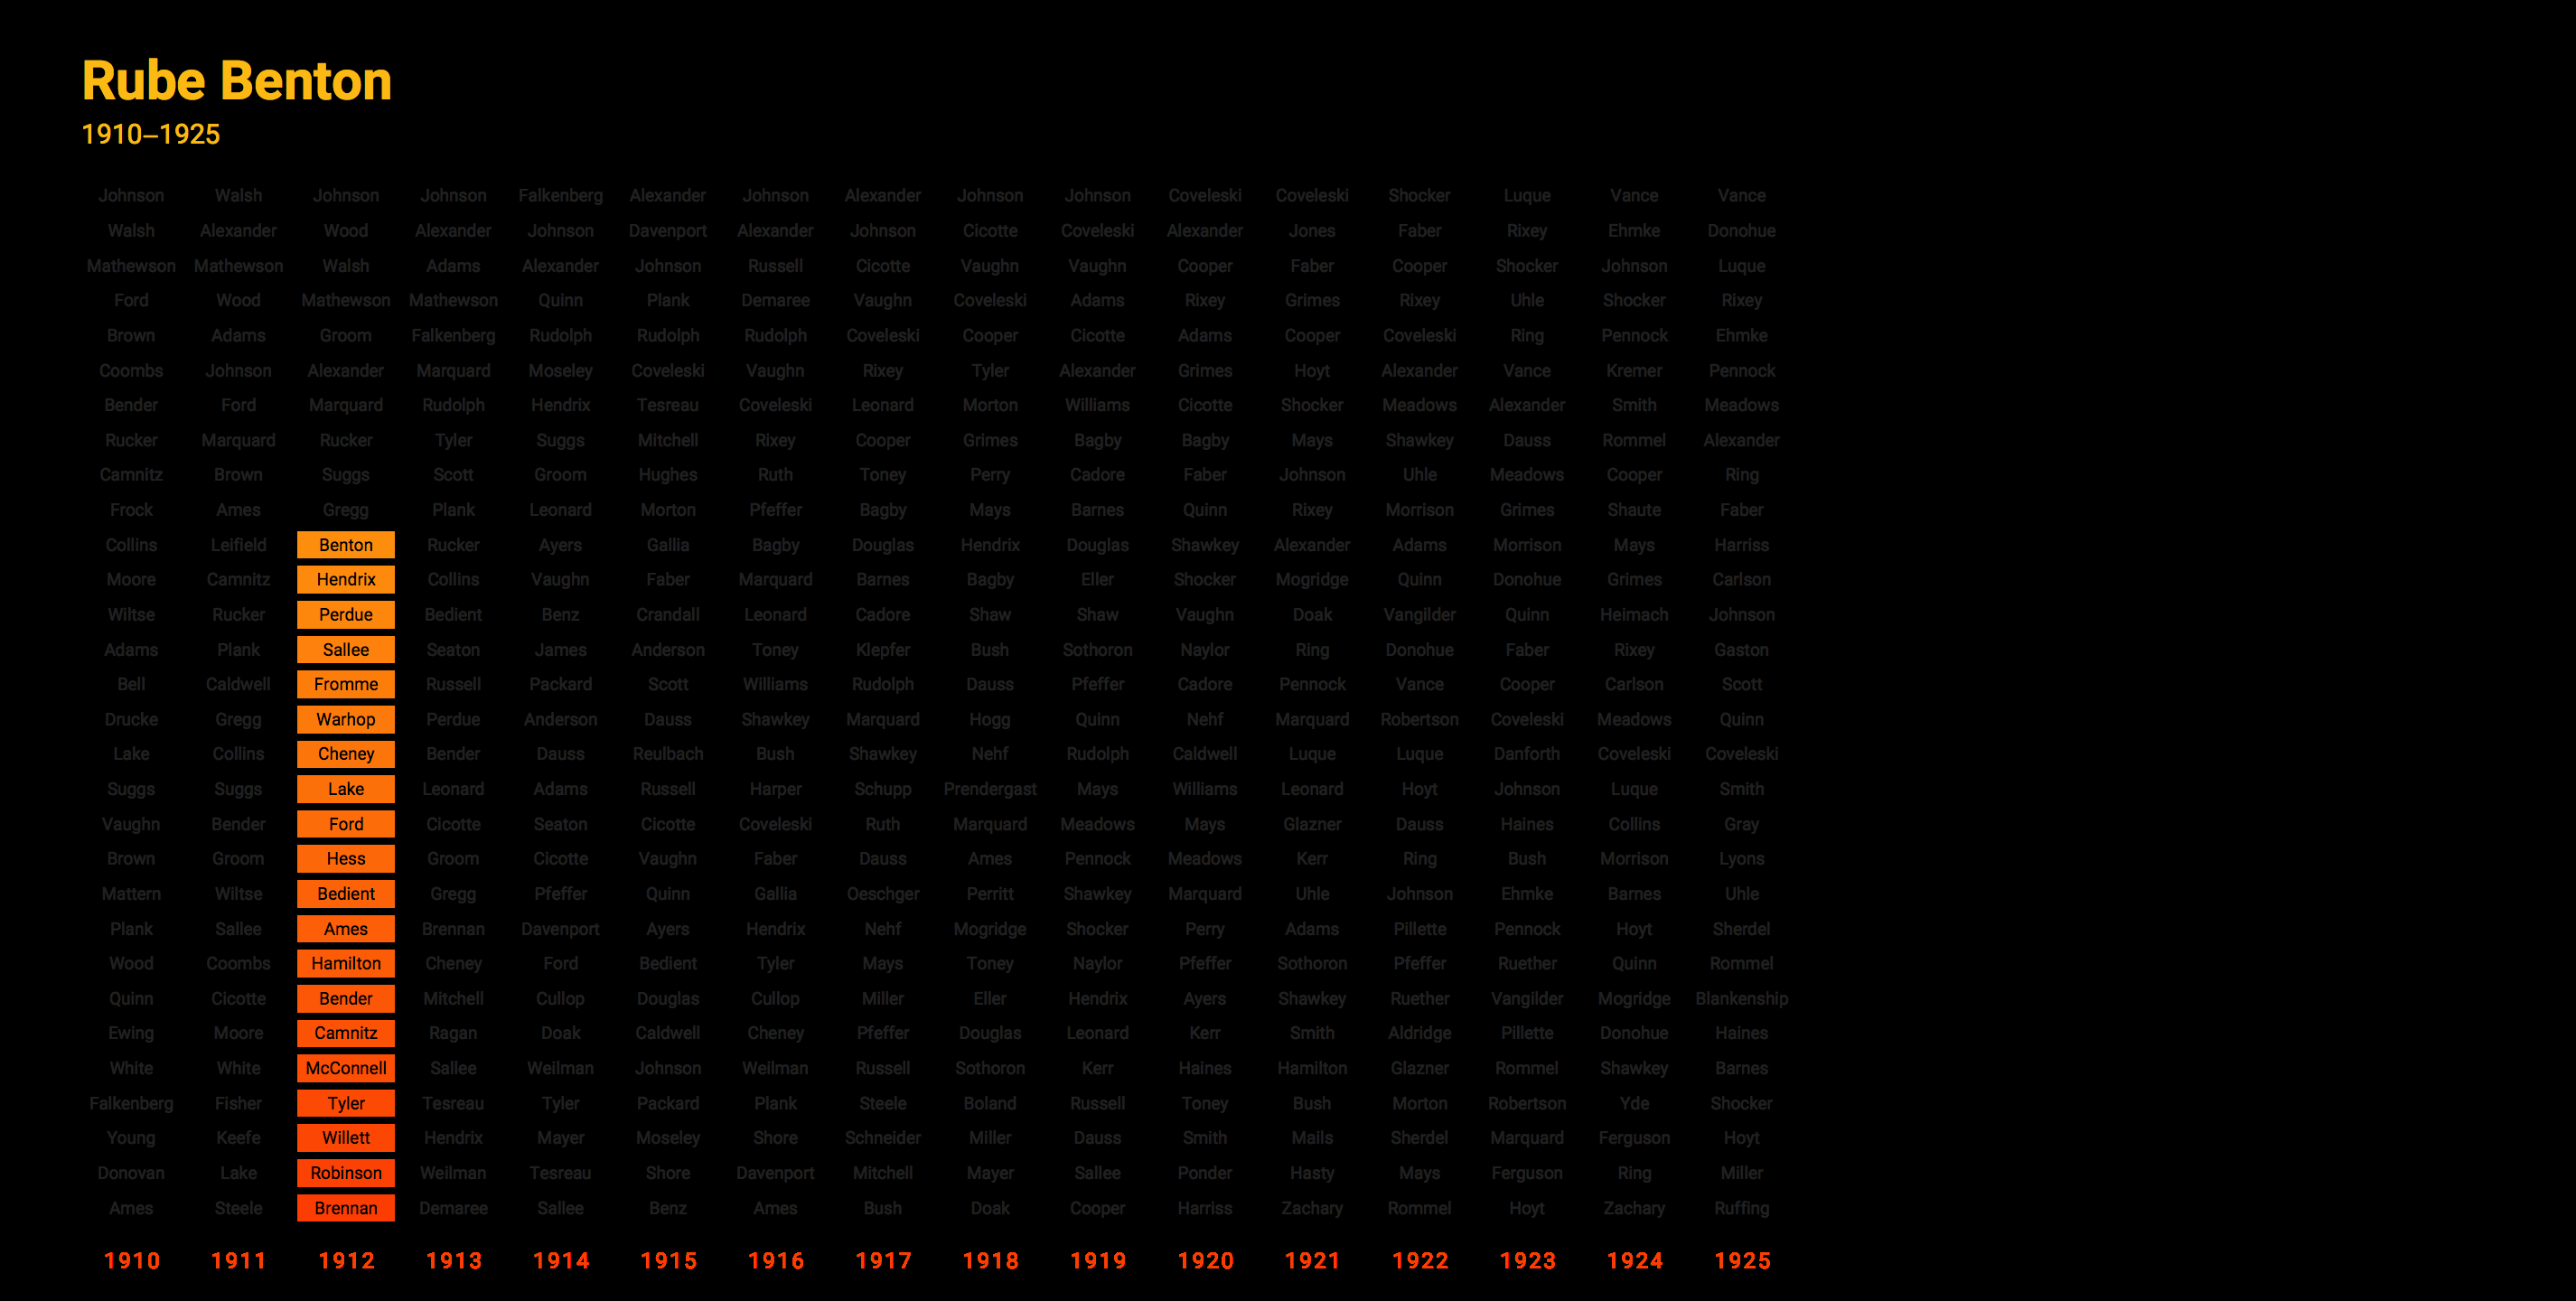 Rube Benton
1910–1925
Johnson Walsh Johnson Johnson Falkenberg Alexander Johnson Alexander Johnson Johnson Coveleski Coveleski Shocker Luque Vance Vance
Walsh Alexander Wood Alexander Johnson Davenport Alexander Johnson Cicotte Coveleski Alexander Jones Faber Rixey Ehmke Donohue
Mathewson Mathewson Walsh Adams Alexander Johnson Russell Cicotte Vaughn Vaughn Cooper Faber Cooper Shocker Johnson Luque
Ford Wood Mathewson Mathewson Quinn Plank Demaree Vaughn Coveleski Adams Rixey Grimes Rixey Uhle Shocker Rixey
Brown Adams Groom Falkenberg Rudolph Rudolph Rudolph Coveleski Cooper Cicotte Adams Cooper Coveleski Ring Pennock Ehmke
Coombs Johnson Alexander Marquard Moseley Coveleski Vaughn Rixey Tyler Alexander Grimes Hoyt Alexander Vance Kremer Pennock
Bender Ford Marquard Rudolph Hendrix Tesreau Coveleski Leonard Morton Williams Cicotte Shocker Meadows Alexander Smith Meadows
Rucker Marquard Rucker Tyler Suggs Mitchell Rixey Cooper Grimes Bagby Bagby Mays Shawkey Dauss Rommel Alexander
Camnitz Brown Suggs Scott Groom Hughes Ruth Toney Perry Cadore Faber Johnson Uhle Meadows Cooper Ring
Frock Ames Gregg Plank Leonard Morton Pfeffer Bagby Mays Barnes Quinn Rixey Morrison Grimes Shaute Faber
Collins Leifield Benton Rucker Ayers Gallia Bagby Douglas Hendrix Douglas Shawkey Alexander Adams Morrison Mays Harriss
Moore Camnitz Hendrix Collins Vaughn Faber Marquard Barnes Bagby Eller Shocker Mogridge Quinn Donohue Grimes Carlson
Wiltse Rucker Perdue Bedient Benz Crandall Leonard Cadore Shaw Shaw Vaughn Doak Vangilder Quinn Heimach Johnson
Adams Plank Sallee Seaton James Anderson Toney Klepfer Bush Sothoron Naylor Ring Donohue Faber Rixey Gaston
Bell Caldwell Fromme Russell Packard Scott Williams Rudolph Dauss Pfeffer Cadore Pennock Vance Cooper Carlson Scott
Drucke Gregg Warhop Perdue Anderson Dauss Shawkey Marquard Hogg Quinn Nehf Marquard Robertson Coveleski Meadows Quinn
Lake Collins Cheney Bender Dauss Reulbach Bush Shawkey Nehf Rudolph Caldwell Luque Luque Danforth Coveleski Coveleski
Suggs Suggs Lake Leonard Adams Russell Harper Schupp Prendergast Mays Williams Leonard Hoyt Johnson Luque Smith
Vaughn Bender Ford Cicotte Seaton Cicotte Coveleski Ruth Marquard Meadows Mays Glazner Dauss Haines Collins Gray
Brown Groom Hess Groom Cicotte Vaughn Faber Dauss Ames Pennock Meadows Kerr Ring Bush Morrison Lyons
Mattern Wiltse Bedient Gregg Pfeffer Quinn Gallia Oeschger Perritt Shawkey Marquard Uhle Johnson Ehmke Barnes Uhle
Plank Sallee Ames Brennan Davenport Ayers Hendrix Nehf Mogridge Shocker Perry Adams Pillette Pennock Hoyt Sherdel
Wood Coombs Hamilton Cheney Ford Bedient Tyler Mays Toney Naylor Pfeffer Sothoron Pfeffer Ruether Quinn Rommel
Quinn Cicotte Bender Mitchell Cullop Douglas Cullop Miller Eller Hendrix Ayers Shawkey Ruether Vangilder Mogridge Blankenship
Ewing Moore Camnitz Ragan Doak Caldwell Cheney Pfeffer Douglas Leonard Kerr Smith Aldridge Pillette Donohue Haines
White White McConnell Sallee Weilman Johnson Weilman Russell Sothoron Kerr Haines Hamilton Glazner Rommel Shawkey Barnes
Falkenberg Fisher Tyler Tesreau Tyler Packard Plank Steele Boland Russell Toney Bush Morton Robertson Yde Shocker
Young Keefe Willett Hendrix Mayer Moseley Shore Schneider Miller Dauss Smith Mails Sherdel Marquard Ferguson Hoyt
Donovan Lake Robinson Weilman Tesreau Shore Davenport Mitchell Mayer Sallee Ponder Hasty Mays Ferguson Ring Miller
Ames Steele Brennan Demaree Sallee Benz Ames Bush Doak Cooper Harriss Zachary Rommel Hoyt Zachary Ruffing
1910 1911 1912 1913 1914 1915 1916 1917 1918 1919 1920 1921 1922 1923 1924 1925